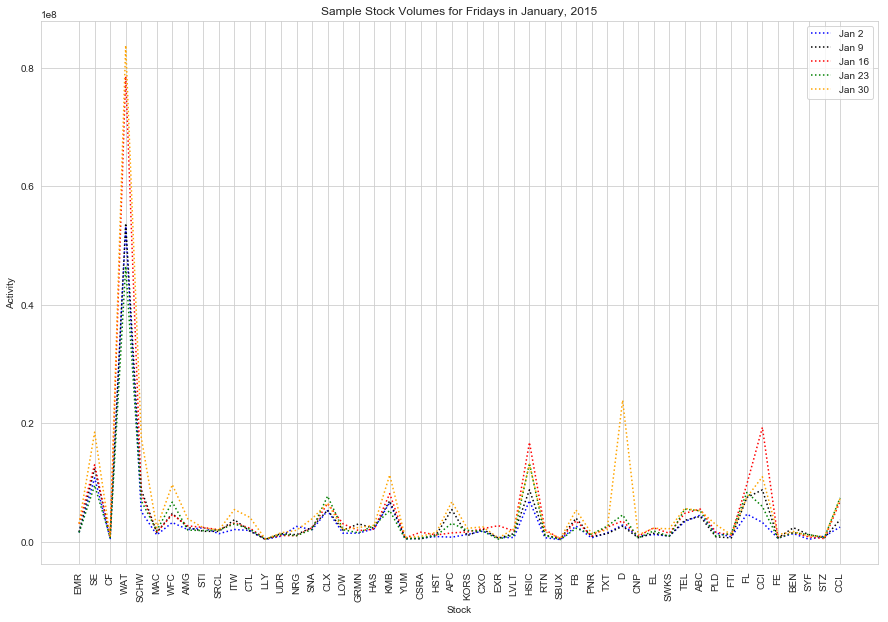 Sample Stock Volumes for Fridays in January, 2015
1e8
Jan 2
Jan 9
Jan 16
Jan 23
Jan 30
0.8
0.6
0.4
0.2
0.0
Activity
EMR
SE
CF
WAT
SCHW
MAC
WFC
AMG
STI
SRCL
ITW
CTL
LLY
UDR
NRG
SNA
CLX
LOW
GRMN
HAS
KMB
YUM
CSRA
HST
APC
KORS
CXO
EXR
LVLT
HSIC
RTN
SBUX
FB
PNR
TXT
D
CNP
EL
SWKS
TEL
ABC
PLD
FTI
FL
CCI
FE
BEN
SYF
STZ
CCL
Stock